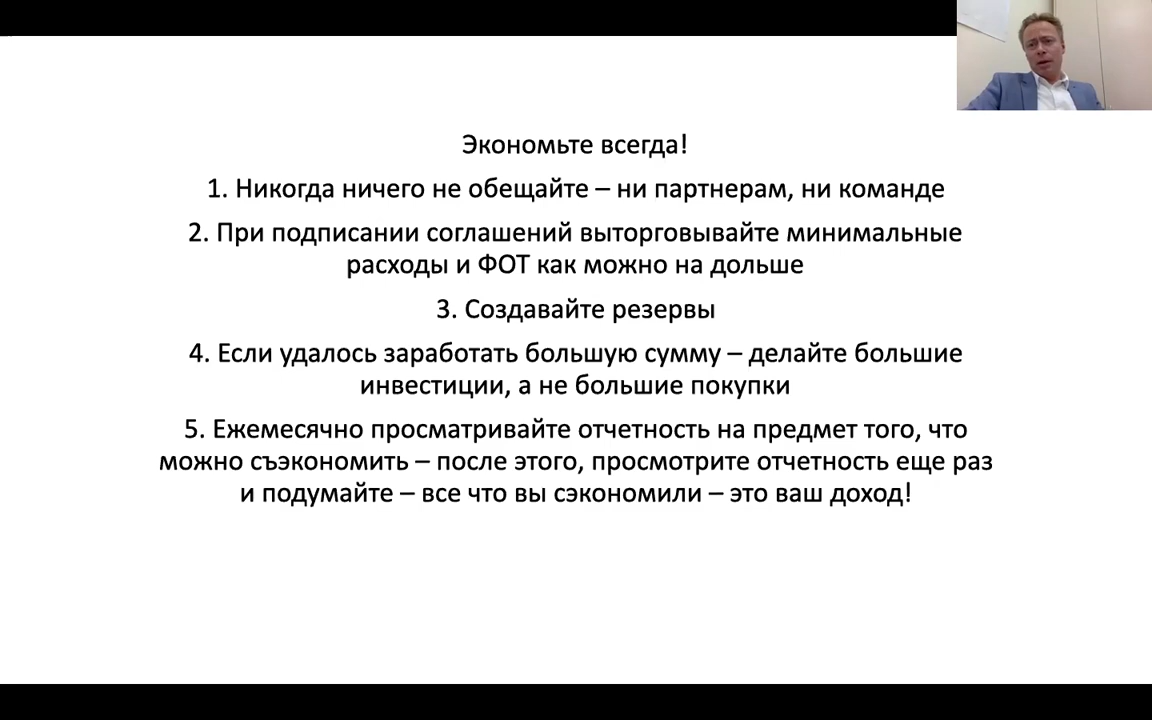 Экономьте всегда!
1. Никогда ничего не обещайте – ни партнерам, ни команде
2. При подписании соглашений выторговывайте минимальные
расходы и ФОТ как можно на дольше
3. Создавайте резервы
4. Если удалось заработать большую сумму – делайте большие
инвестиции, а не большие покупки
5. Ежемесячно просматривайте отчетность на предмет того, что
можно съэкономить – после этого, просмотрите отчетность еще раз
и подумайте – все что вы сэкономили – это ваш доход!